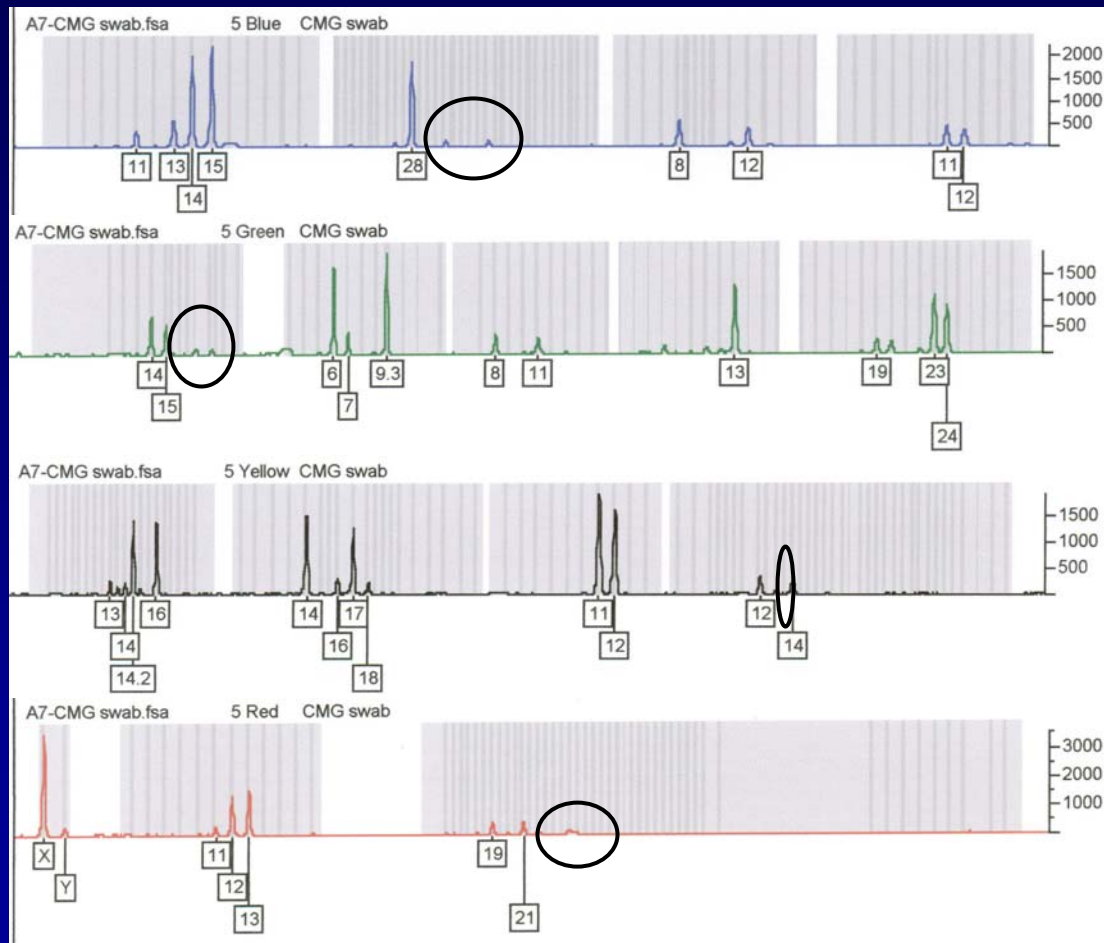 A7-CMG swab.fsa 5 Blue CMG swab
2000
1500
1000
500
11 13 15 28 8 12 11
14 12
A7-CMG swab.fsa 5 Green CMG swab
1500
1000
500
14 6 9.3 8 11 13 19 23
15 7 24
A7-CMG swab.fsa 5 Yellow CMG swab
1500
1000
500
13 16 14 17 11 12
14 16 12 14
14.2 18
A7-CMG swab.fsa 5 Red CMG swab
3000
2000
1000
X 11 19
Y 12
13 21